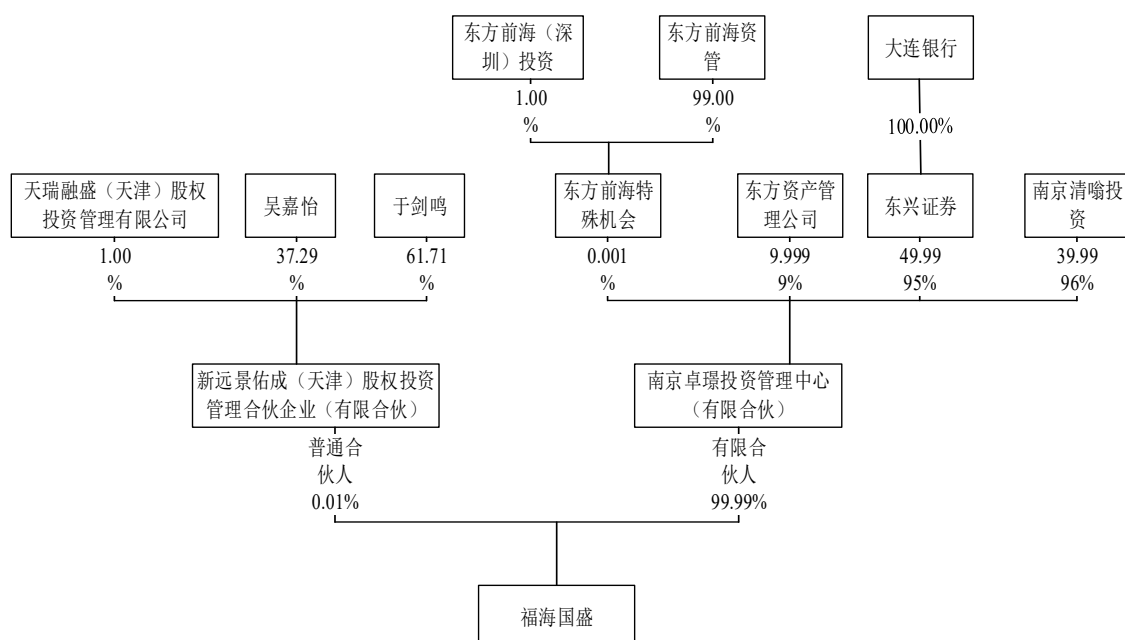 东方前海（深
圳）投资
东方前海资
管
大连银行
1.00
%
99.00
%
100.00%
天瑞融盛（天津）股权
投资管理有限公司
吴嘉怡
于剑鸣
东方前海特
殊机会
东方资产管
理公司
东兴证券
南京清嗡投
资
1.00
%
37.29
%
61.71
%
0.001
%
9.999
9%
49.99
95%
39.99
96%
新远景佑成（天津）股权投资
管理合伙企业（有限合伙）
南京卓璟投资管理中心
（有限合伙）
普通合
伙人
0.01%
有限合
伙人
99.99%
福海国盛